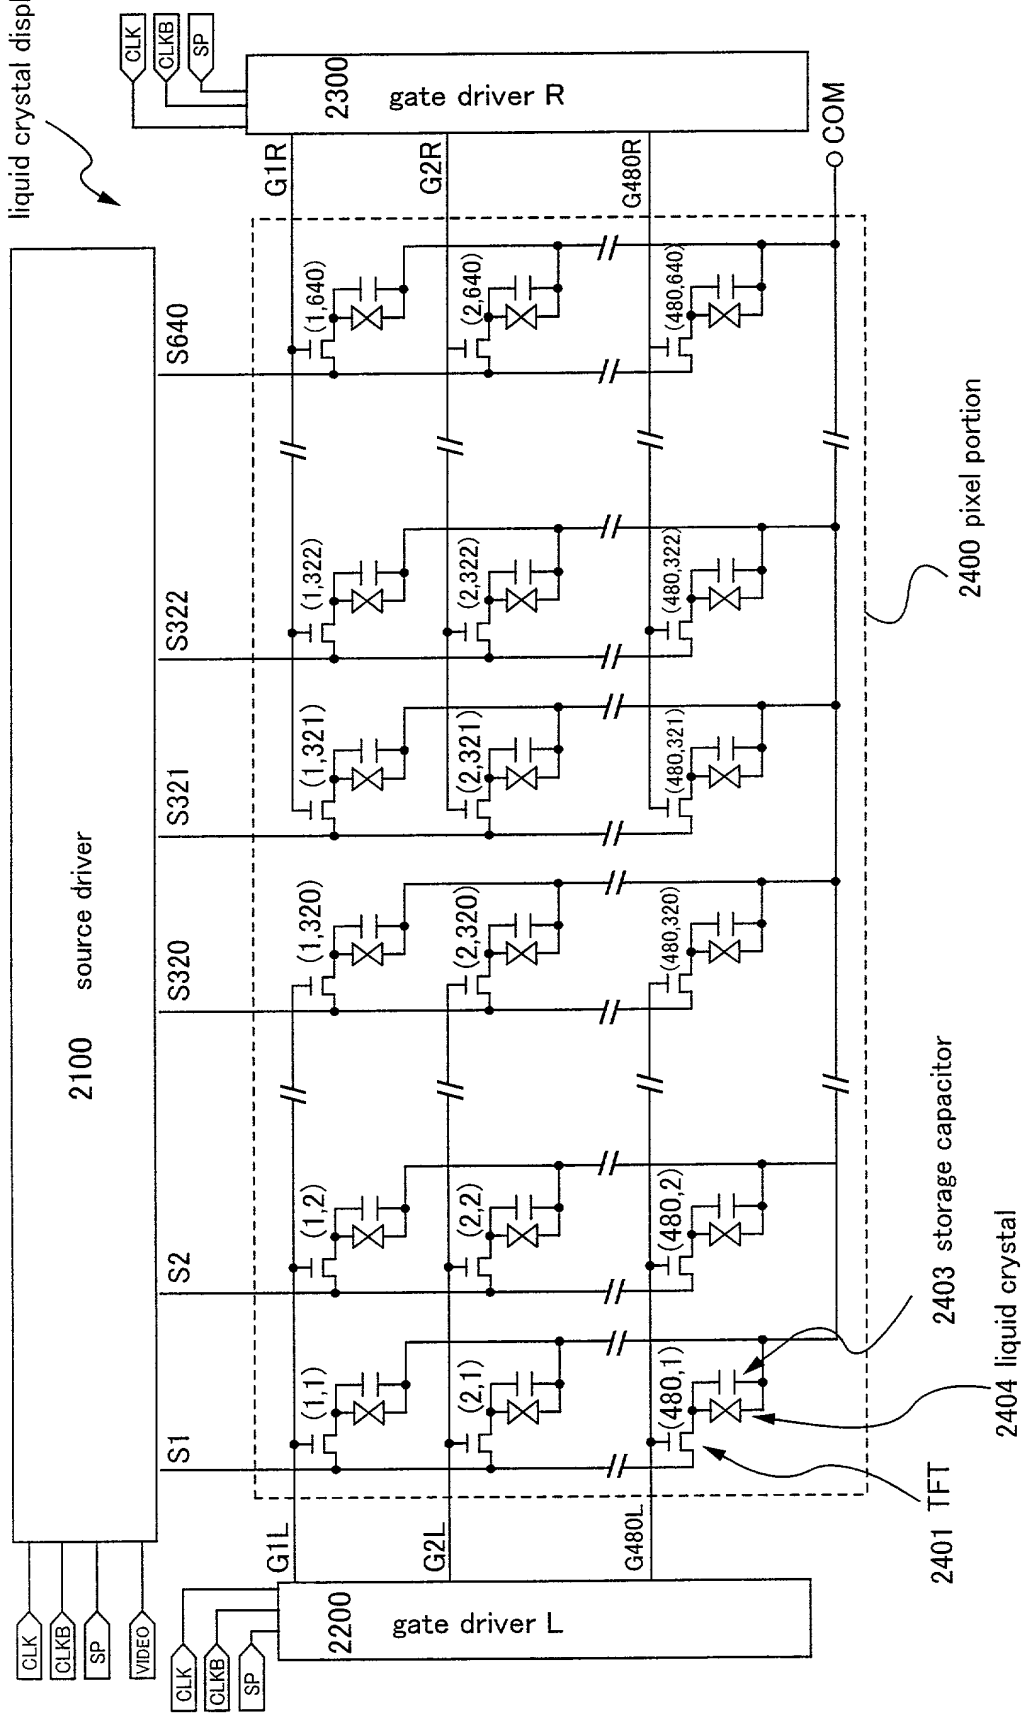 liquid crystal
CLK
CLKB
SP
VIDEO
2100 source driver
S1
S2
S320
S321
S322
S640
CLK
CLKB
SP
2200
gate driver L
CLK
CLKB
SP
2300
gate driver R
G1L
(1,1)
(1,2)
(1,320)
(1,321)
(1,322)
(1,640)
G1R
G2L
(2,1)
(2,2)
(2,320)
(2,321)
(2,322)
(2,640)
G2R
G480L
(480,1)
(480,2)
(480,320)
(480,321)
(480,322)
(480,640)
G480R
COM
2401 TFT
2404 liquid crystal
2403 storage capacitor
2400 pixel portion